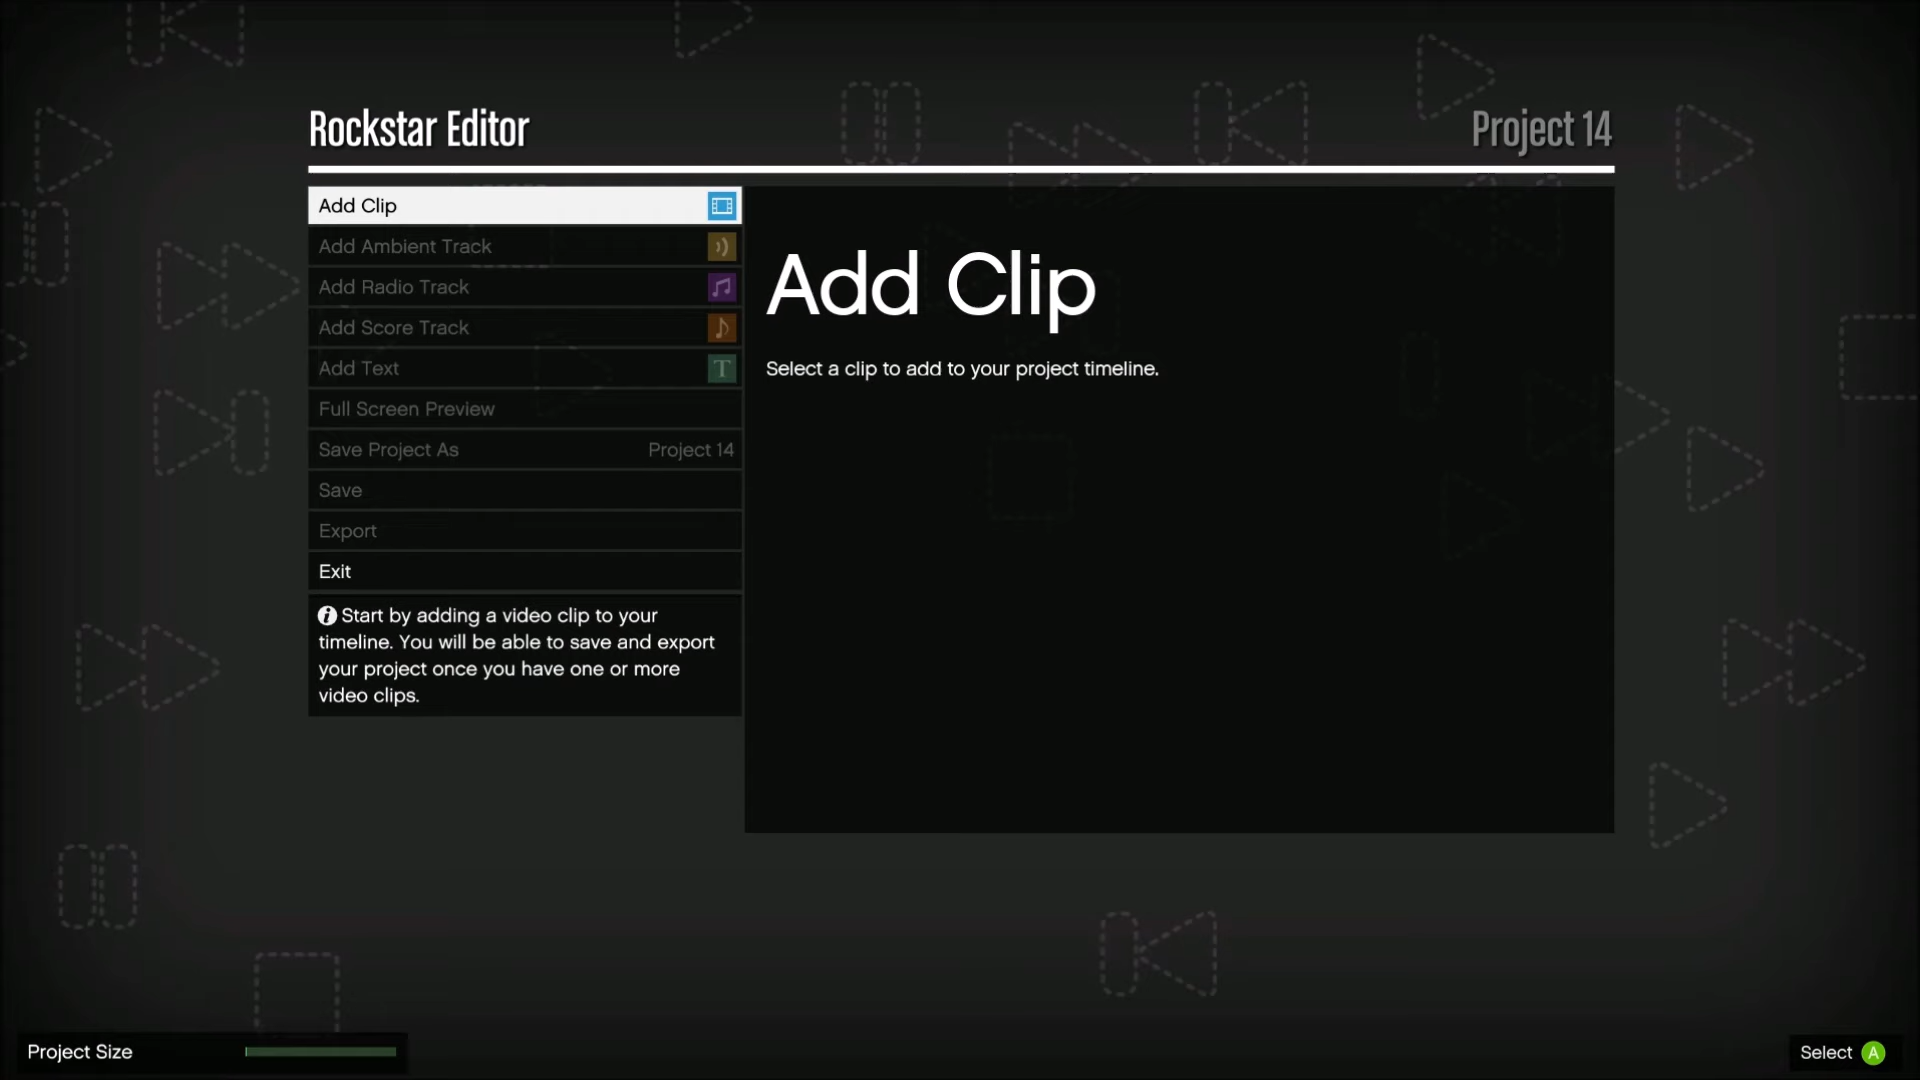 Rockstar Editor
Project 14
Add Clip
Add Ambient Track
Add Radio Track
Add Score Track
Add Text
T
Full Screen Preview
Save Project As Project 14
Save
Export
Exit
Start by adding a video clip to your
timeline. You will be able to save and export
your project once you have one or more
video clips.
Add Clip
Select a clip to add to your project timeline.
Project Size
Select A